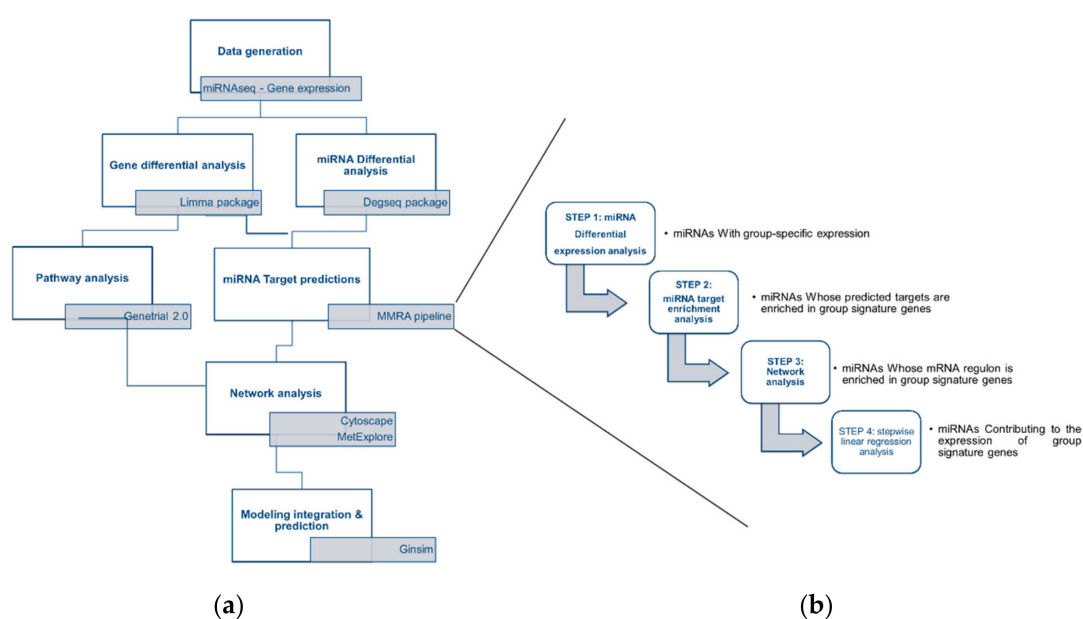 Data generation
miRNAseq - Gene expression
Gene differential analysis
Limma package
miRNA Differential
analysis
Degseq package
Pathway analysis
Genetrial 2.0
miRNA Target predictions
MMRA pipeline
Network analysis
Cytoscape
MetExplore
Modeling integration &
prediction
Ginsim
(a)
STEP 1: miRNA
Differential
expression analysis
• miRNAs With group-specific expression
STEP 2:
miRNA target
enrichment
analysis
• miRNAs Whose predicted targets are
enriched in group signature genes
STEP 3:
Network
analysis
• miRNAs Whose mRNA regulon is
enriched in group signature genes
STEP 4: stepwise
linear regression
analysis
• miRNAs Contributing to the
expression of group
signature genes
(b)